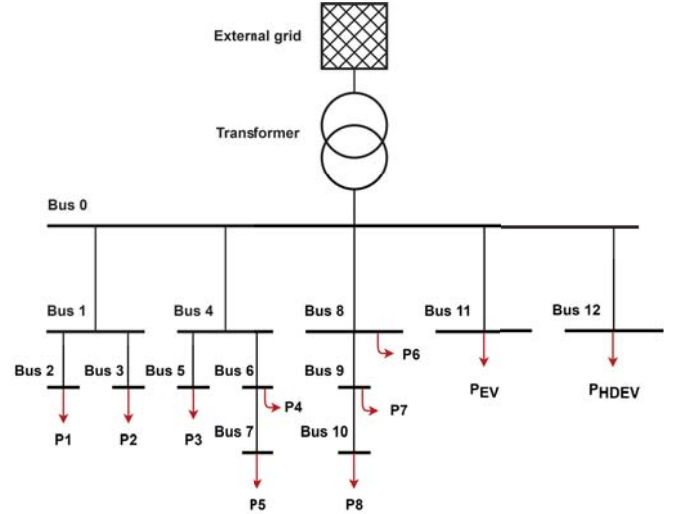 External grid
Transformer
Bus 0
Bus 1
Bus 4
Bus 8
Bus 11
Bus 12
P6
Bus 2
Bus 3
Bus 5
Bus 6
Bus 9
PEV
PHDEV
P4
P7
P1
P2
P3
Bus 7
Bus 10
P5
P8